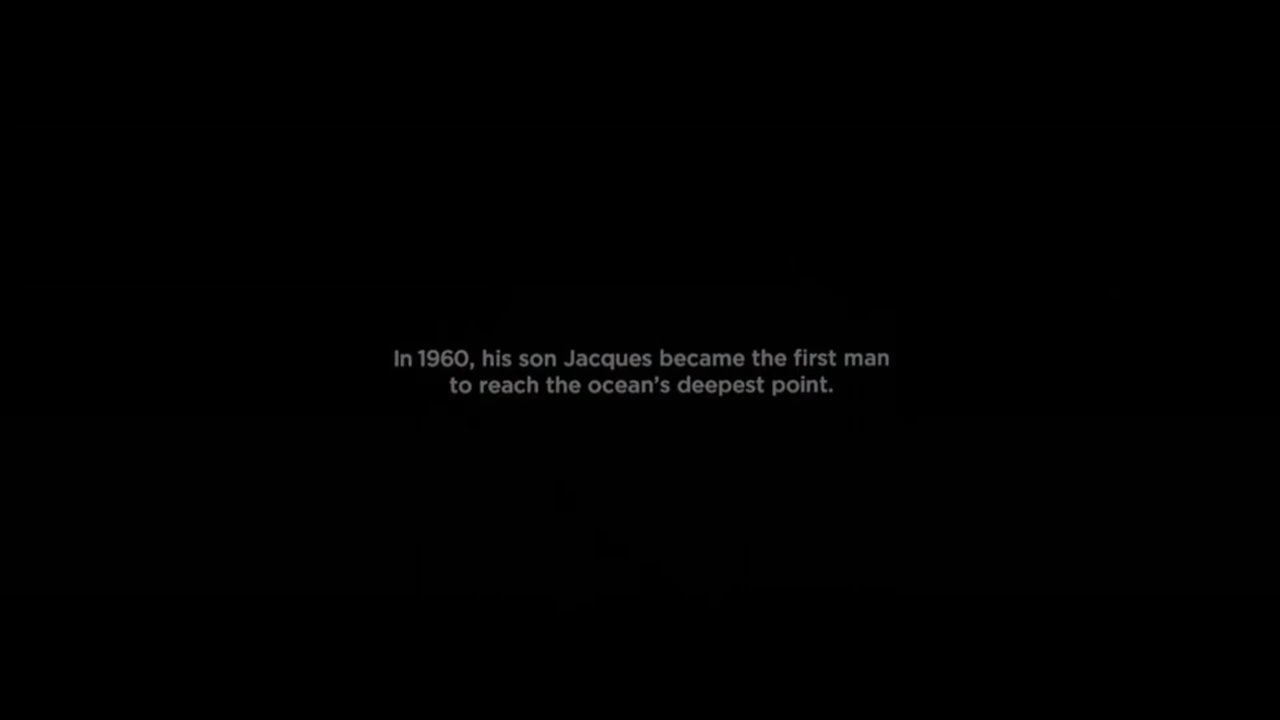 In 1960, his son Jacques became the first man
to reach the ocean's deepest point.